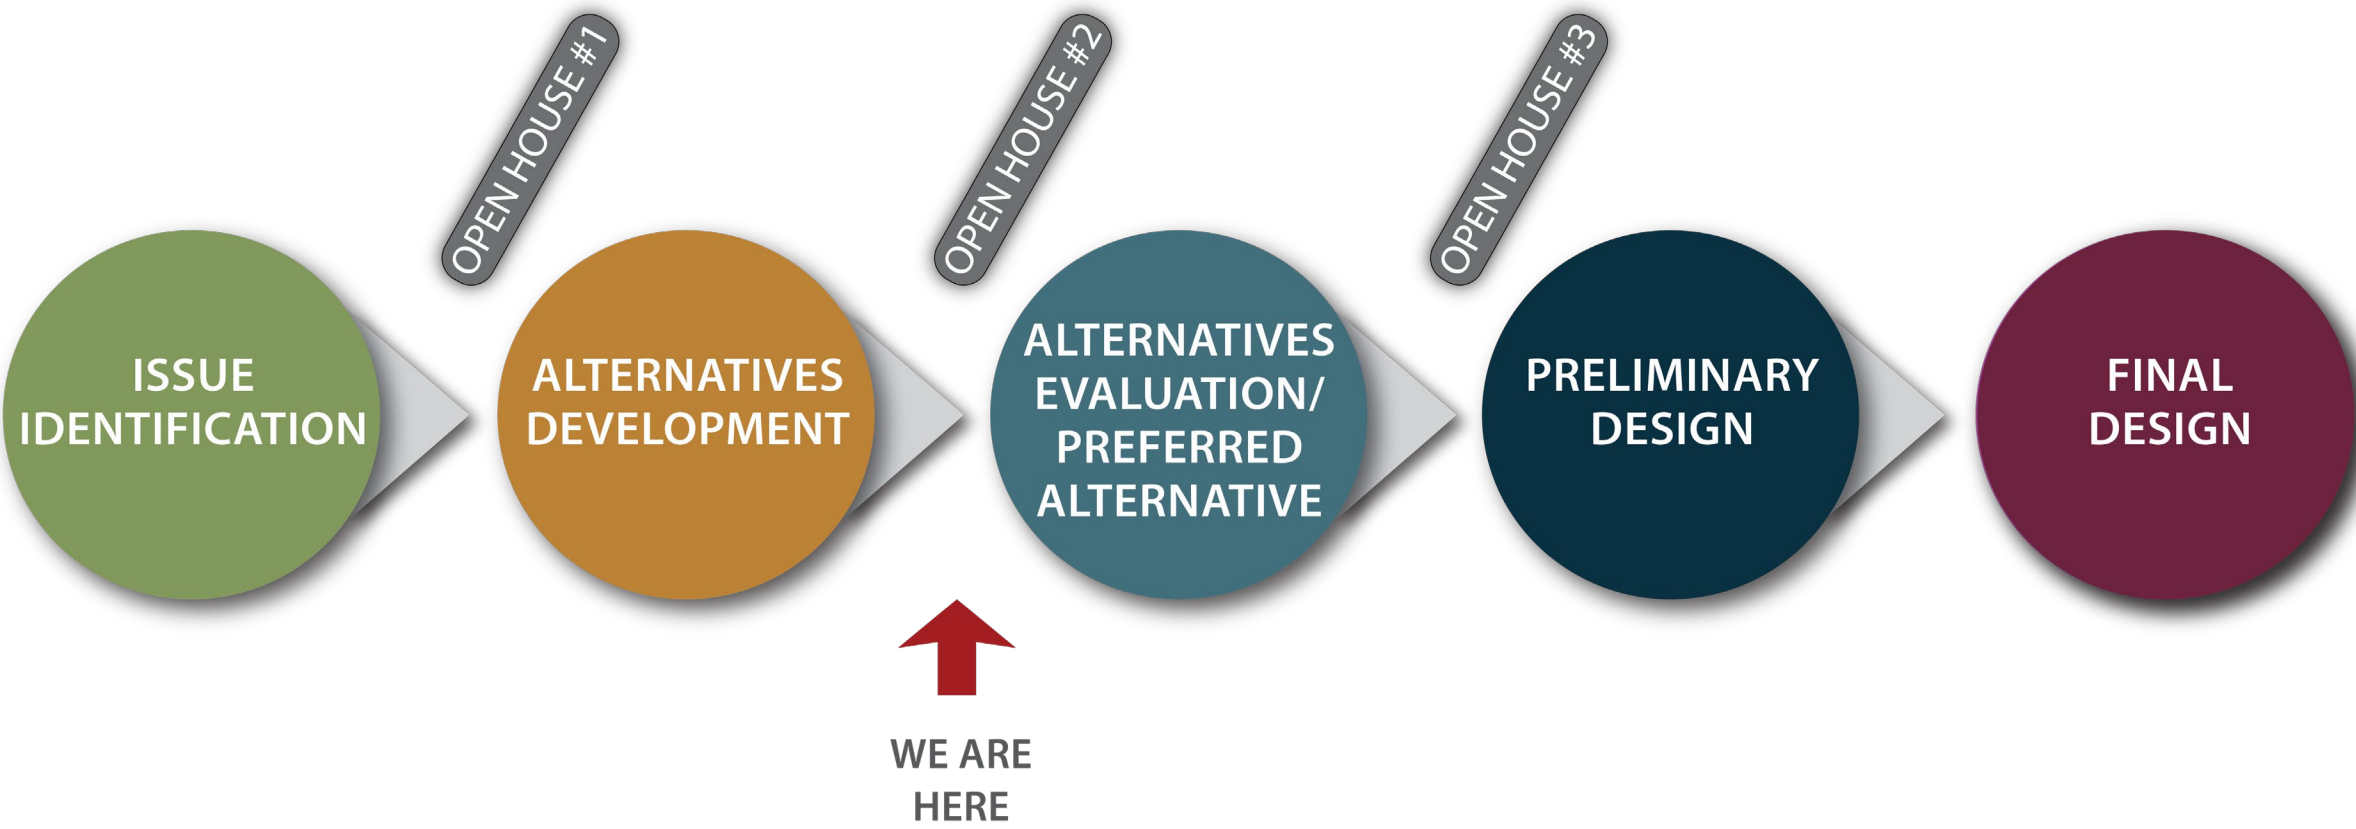 OPEN HOUSE #1
OPEN HOUSE #2
OPEN HOUSE #3
ISSUE
IDENTIFICATION
ALTERNATIVES
DEVELOPMENT
ALTERNATIVES
EVALUATION/
PREFERRED
ALTERNATIVE
PRELIMINARY
DESIGN
FINAL
DESIGN
WE ARE
HERE